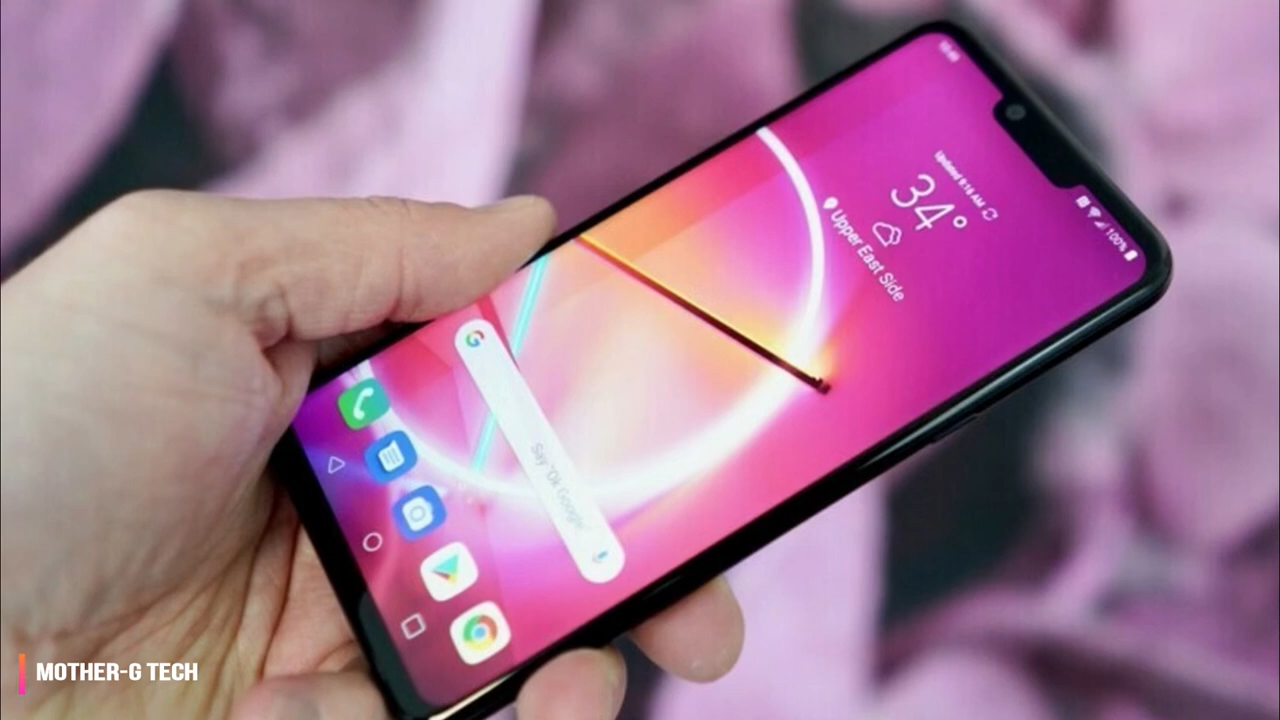 Updated 9:16 AM
34°
Upper East Side
100%
Say "Ok Google"
MOTHER-G TECH